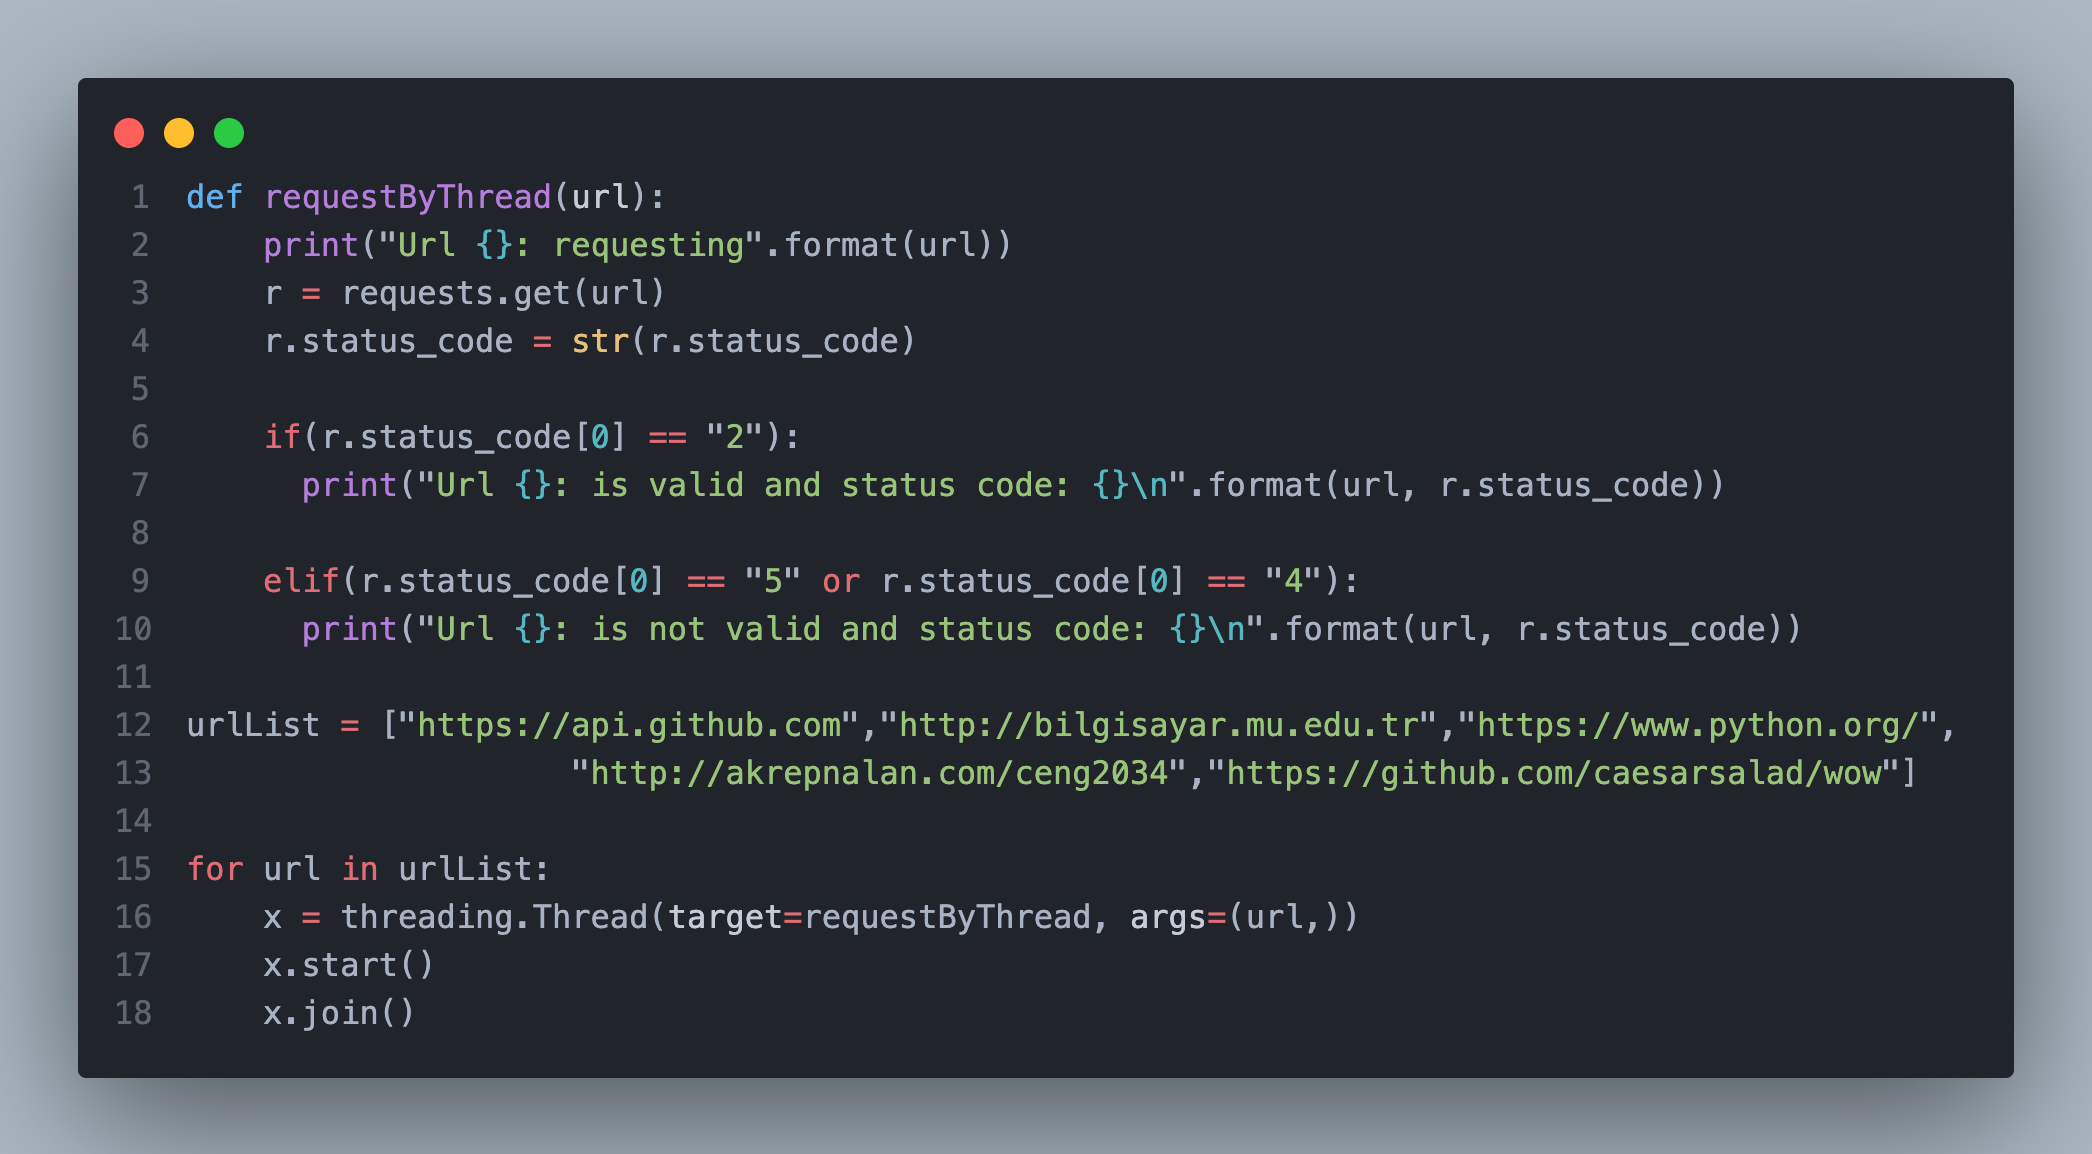 1 def requestByThread(url):
2     print("Url {}: requesting".format(url))
3     r = requests.get(url)
4     r.status_code = str(r.status_code)
5
6     if(r.status_code[0] == "2"):
7       print("Url {}: is valid and status code: {}\n".format(url, r.status_code))
8
9     elif(r.status_code[0] == "5" or r.status_code[0] == "4"):
10       print("Url {}: is not valid and status code: {}\n".format(url, r.status_code))
11
12 urlList = ["https://api.github.com","http://bilgisayar.mu.edu.tr","https://www.python.org/",
13                     "http://akrepnalan.com/ceng2034","https://github.com/caesarsalad/wow"]
14
15 for url in urlList:
16     x = threading.Thread(target=requestByThread, args=(url,))
17     x.start()
18     x.join()